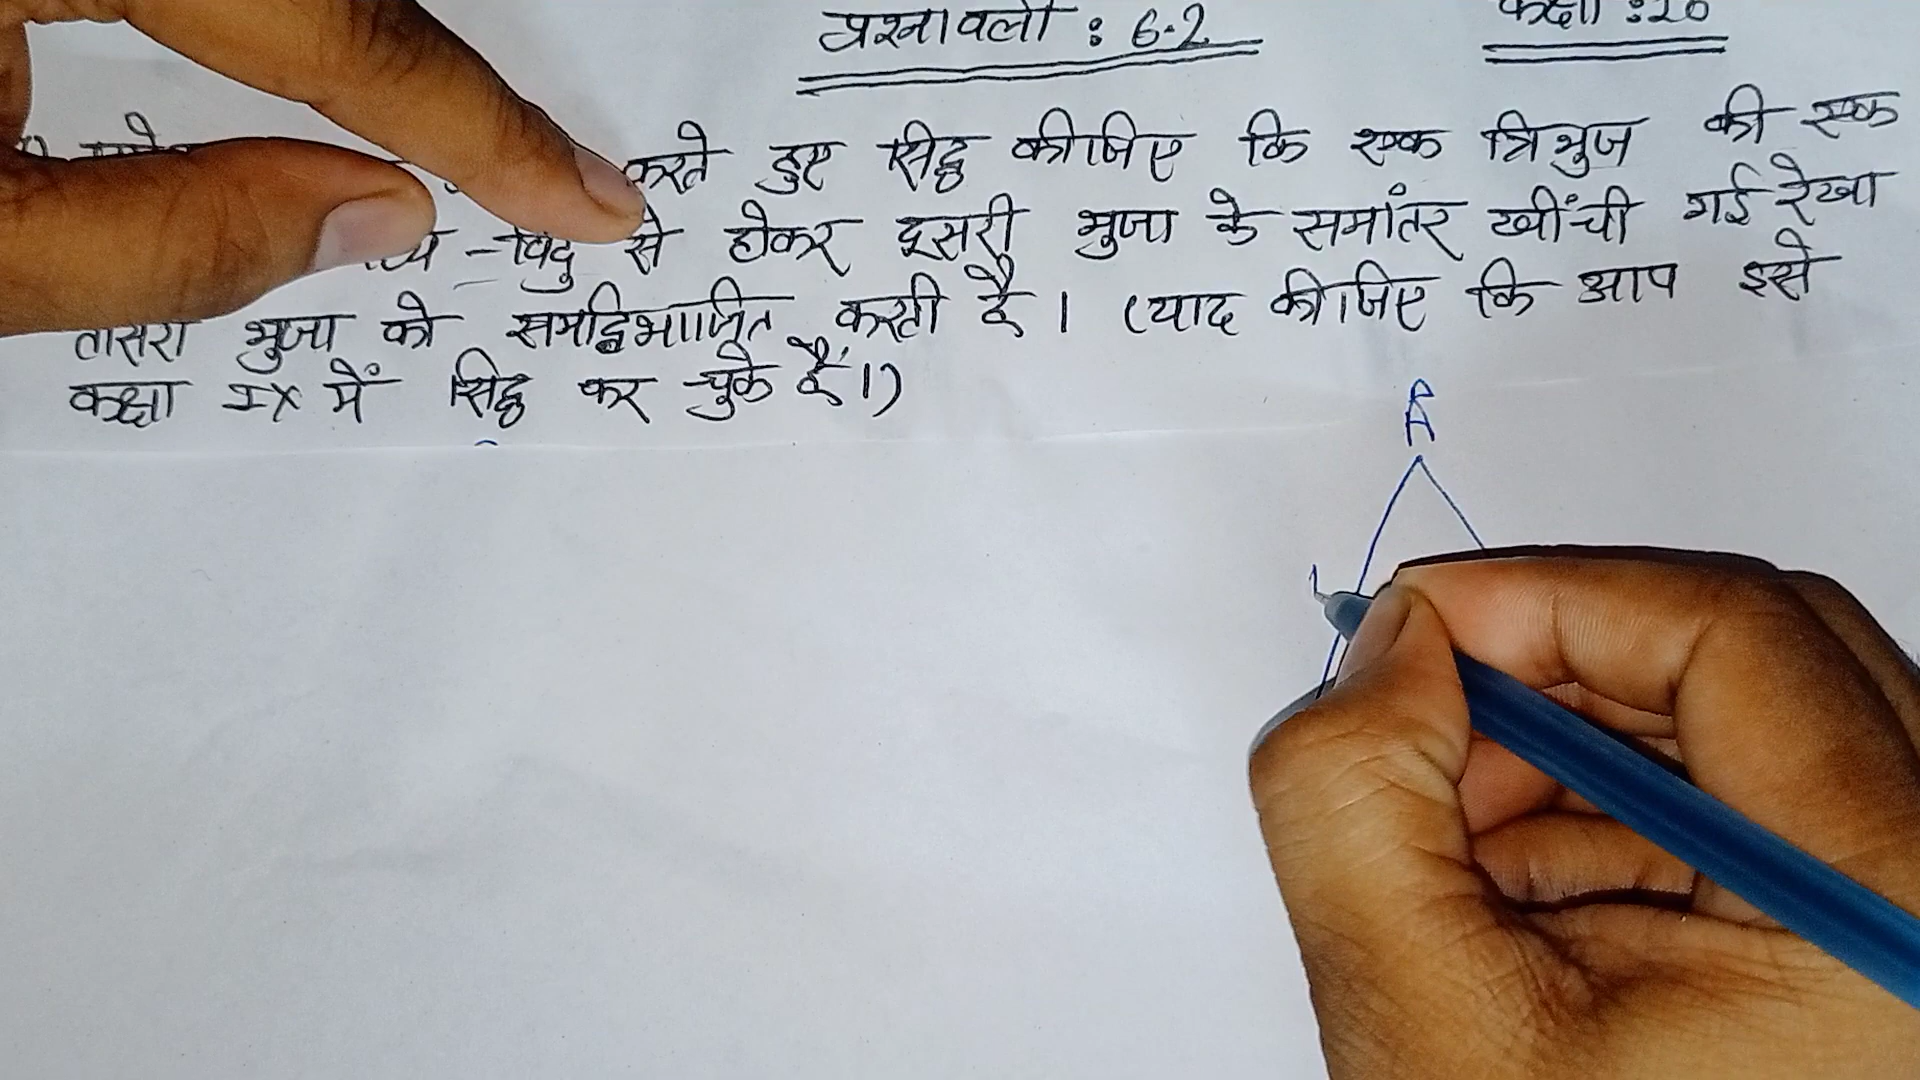 प्रश्नावली : 6.2
कक्षा : 10
करते हुए सिद्ध कीजिए कि एक त्रिभुज की एक
-बिंदु से होकर दूसरी भुजा के समांतर खींची गई रेखा
तीसरी भुजा को समद्विभाजित करती है । (याद कीजिए कि आप इसे
कक्षा IX में सिद्ध कर चुके हैं।)
A